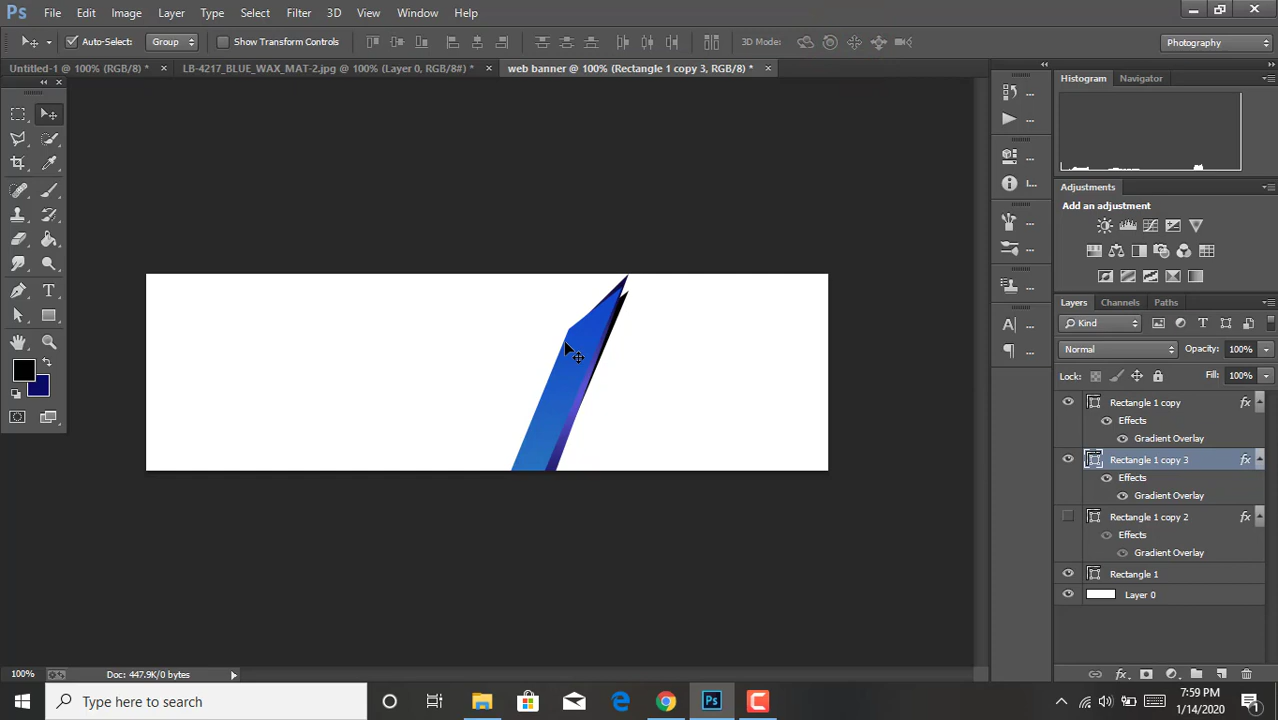 Ps File Edit Image Layer Type Select Filter 3D View Window Help
Auto-Select: Group Show Transform Controls 3D Mode: Photography
Untitled-1 @ 100% (RGB/8) * × LB-4217_BLUE_WAX_MAT-2.jpg @ 100% (Layer 0, RGB/8#) * × web banner @ 100% (Rectangle 1 copy 3, RGB/8) * ×
Histogram Navigator
Adjustments
Add an adjustment
Layers Channels Paths
Kind
Normal Opacity: 100%
Lock: Fill: 100%
Rectangle 1 copy fx
Effects
Gradient Overlay
Rectangle 1 copy 3 fx
Effects
Gradient Overlay
Rectangle 1 copy 2 fx
Effects
Gradient Overlay
Rectangle 1
Layer 0
100% Doc: 447.9K/0 bytes
Type here to search
Ps
7:59 PM
1/14/2020